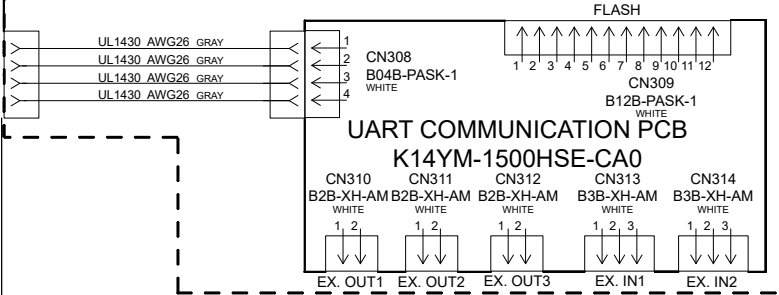 FLASH
UL1430 AWG26 GRAY
UL1430 AWG26 GRAY
UL1430 AWG26 GRAY
UL1430 AWG26 GRAY
1
2
3
4
CN308
B04B-PASK-1
WHITE
1 2 3 4 5 6 7 8 9 10 11 12
CN309
B12B-PASK-1
WHITE
UART COMMUNICATION PCB
K14YM-1500HSE-CA0
CN310 CN311 CN312 CN313 CN314
B2B-XH-AM B2B-XH-AM B2B-XH-AM B3B-XH-AM B3B-XH-AM
WHITE WHITE WHITE WHITE WHITE
1 2 1 2 1 2 1 2 3 1 2 3
EX. OUT1 EX. OUT2 EX. OUT3 EX. IN1 EX. IN2